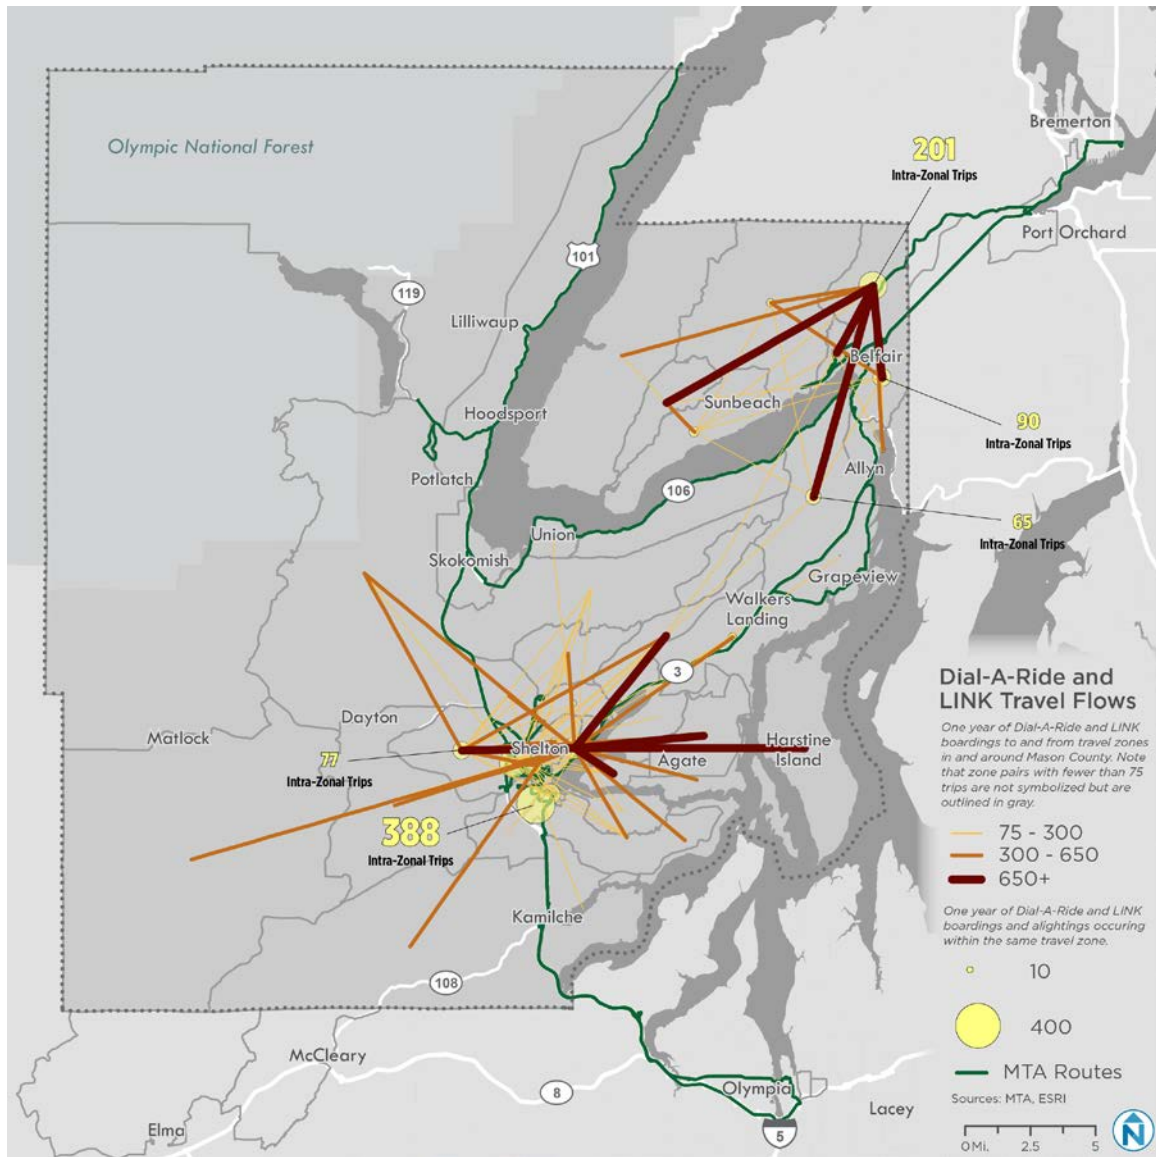 Olympic National Forest
Bremerton
201
Intra-Zonal Trips
Port Orchard
101
119
Lilliwaup
Belfair
Sunbeach
Hoodsport
90
Intra-Zonal Trips
Allyn
Potlatch
106
65
Intra-Zonal Trips
Union
Skokomish
Grapeview
Walkers
Landing
3
Dial-A-Ride and
LINK Travel Flows
One year of Dial-A-Ride and LINK
boardings to and from travel zones
in and around Mason County. Note
that zone pairs with fewer than 75
trips are not symbolized but are
outlined in gray.
75 - 300
300 - 650
650+
One year of Dial-A-Ride and LINK
boardings and alightings occuring
within the same travel zone.
10
400
MTA Routes
Sources: MTA, ESRI
0 Mi. 2.5 5
N
Dayton
Matlock
Shelton
Harstine
Island
Agate
77
Intra-Zonal Trips
388
Intra-Zonal Trips
Kamilche
108
McCleary
8
Olympia
Lacey
Elma
5